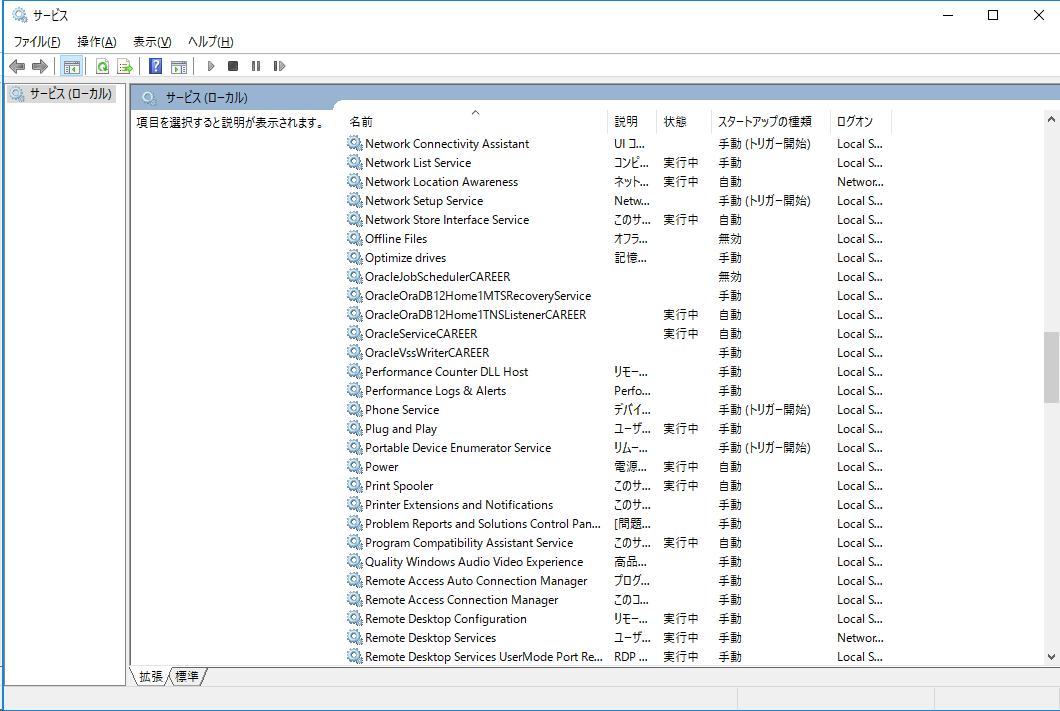 サービス
ファイル(F) 操作(A) 表示(V) ヘルプ(H)
サービス (ローカル)
サービス (ローカル)
項目を選択すると説明が表示されます。
名前 説明 状態 スタートアップの種類 ログオン
Network Connectivity Assistant UI コ... 手動 (トリガー開始) Local S...
Network List Service コンピ... 実行中 手動 Local S...
Network Location Awareness ネット... 実行中 自動 Networ...
Network Setup Service Netw... 手動 (トリガー開始) Local S...
Network Store Interface Service このサ... 実行中 自動 Local S...
Offline Files オフラ... 無効 Local S...
Optimize drives 記憶... 手動 Local S...
OracleJobSchedulerCAREER 無効 Local S...
OracleOraDB12Home1MTSRecoveryService 手動 Local S...
OracleOraDB12Home1TNSListenerCAREER 実行中 自動 Local S...
OracleServiceCAREER 実行中 自動 Local S...
OracleVssWriterCAREER 手動 Local S...
Performance Counter DLL Host リモー... 手動 Local S...
Performance Logs & Alerts Perfo... 手動 Local S...
Phone Service デバイ... 手動 (トリガー開始) Local S...
Plug and Play ユーザ... 実行中 手動 Local S...
Portable Device Enumerator Service リムー... 手動 (トリガー開始) Local S...
Power 電源... 実行中 自動 Local S...
Print Spooler このサ... 実行中 自動 Local S...
Printer Extensions and Notifications このサ... 手動 Local S...
Problem Reports and Solutions Control Pan... [問題... 手動 Local S...
Program Compatibility Assistant Service このサ... 実行中 自動 Local S...
Quality Windows Audio Video Experience 高品... 手動 Local S...
Remote Access Auto Connection Manager プログ... 手動 Local S...
Remote Access Connection Manager このコ... 手動 Local S...
Remote Desktop Configuration リモー... 実行中 手動 Local S...
Remote Desktop Services ユーザ... 実行中 手動 Networ...
Remote Desktop Services UserMode Port Re... RDP ... 実行中 手動 Local S...
拡張 標準